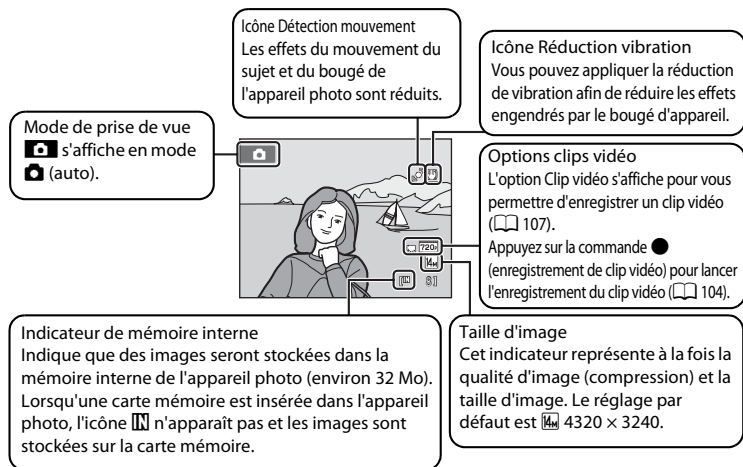 Icône Détection mouvement
Les effets du mouvement du
sujet et du bougé de
l'appareil photo sont réduits.
Icône Réduction vibration
Vous pouvez appliquer la réduction
de vibration afin de réduire les effets
engendrés par le bougé d'appareil.
Mode de prise de vue
s'affiche en mode
(auto).
Options clips vidéo
L'option Clip vidéo s'affiche pour vous
permettre d'enregistrer un clip vidéo
( 107).
Appuyez sur la commande ●
(enregistrement de clip vidéo) pour lancer
l'enregistrement du clip vidéo ( 104).
720P
14M
[IN] 8]
Indicateur de mémoire interne
Indique que des images seront stockées dans la
mémoire interne de l'appareil photo (environ 32 Mo).
Lorsqu'une carte mémoire est insérée dans l'appareil
photo, l'icône IN n'apparaît pas et les images sont
stockées sur la carte mémoire.
Taille d'image
Cet indicateur représente à la fois la
qualité d'image (compression) et la
taille d'image. Le réglage par
défaut est 14M 4320 × 3240.